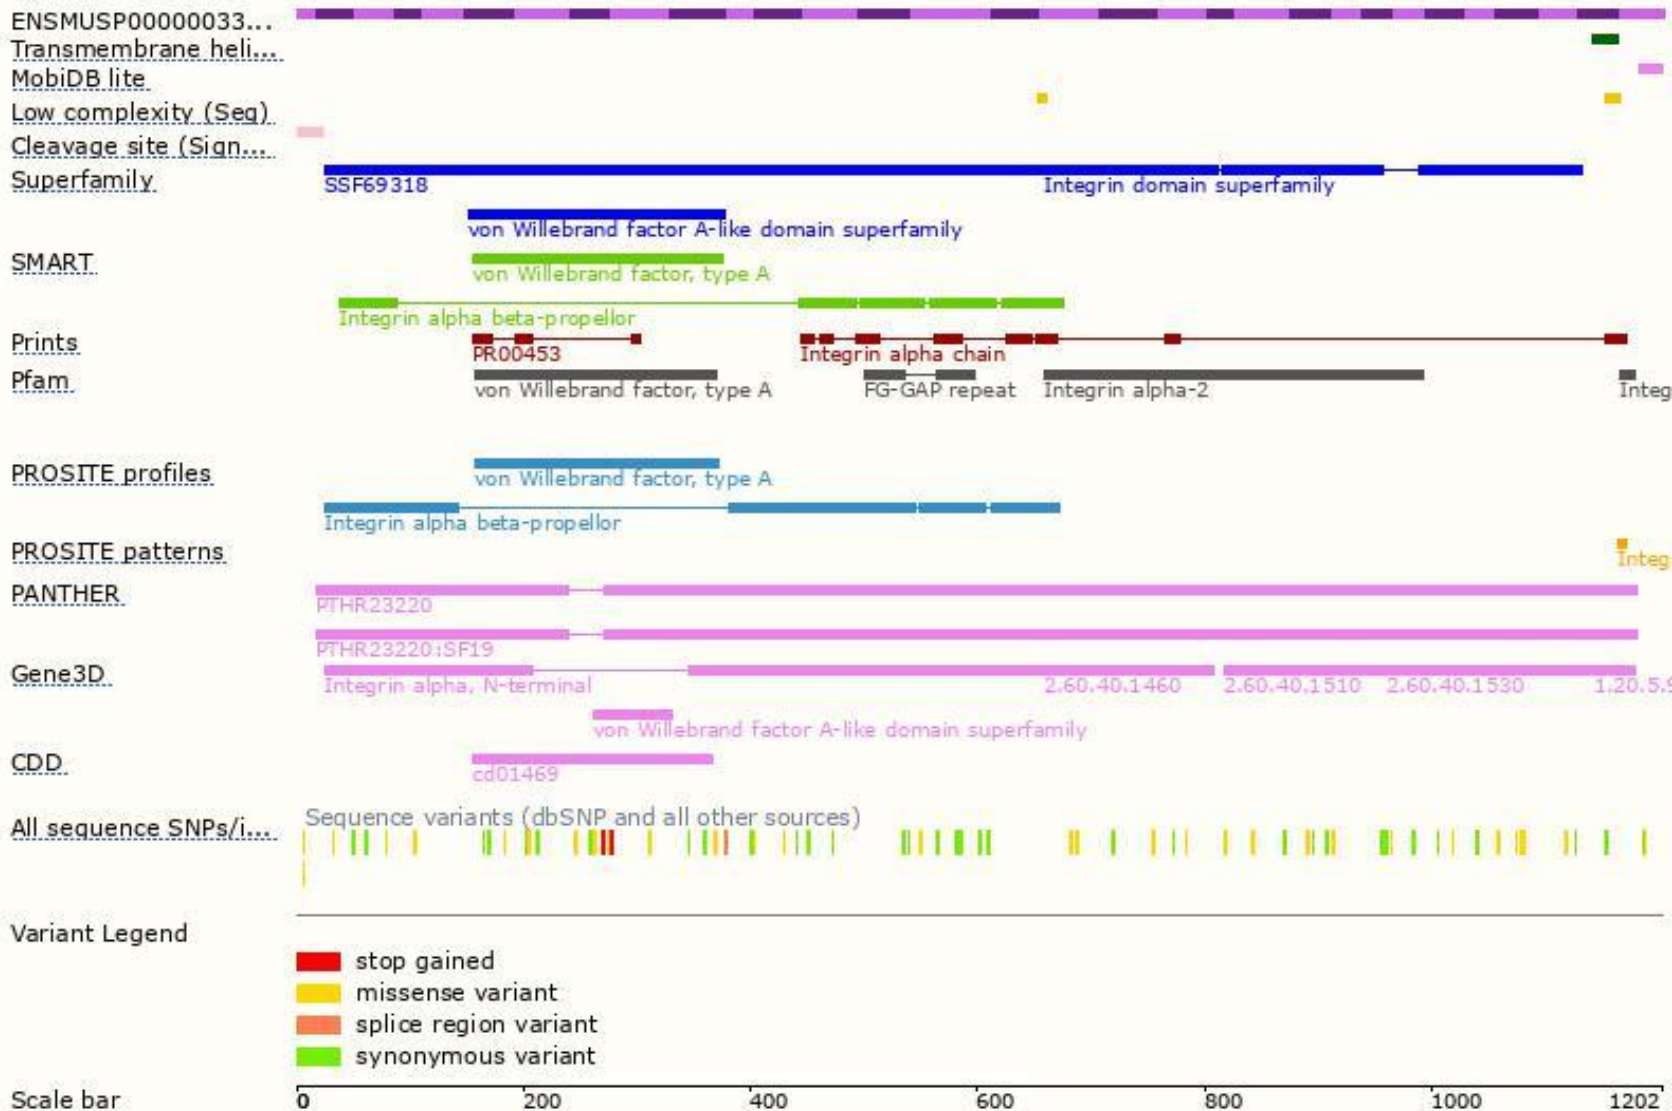 ENSMUSP00000033...
Transmembrane heli...
MobiDB lite
Low complexity (Seg)
Cleavage site (Sign...
Superfamily
SSF69318 Integrin domain superfamily
von Willebrand factor A-like domain superfamily
SMART
von Willebrand factor, type A
Integrin alpha beta-propellor
Prints
PR00453 Integrin alpha chain
Pfam
von Willebrand factor, type A FG-GAP repeat Integrin alpha-2 Integ
PROSITE profiles
von Willebrand factor, type A
Integrin alpha beta-propellor
PROSITE patterns
Integ
PANTHER
PTHR23220
PTHR23220:SF19
Gene3D
Integrin alpha, N-terminal 2.60.40.1460 2.60.40.1510 2.60.40.1530 1.20.5.9
von Willebrand factor A-like domain superfamily
CDD
cd01469
Sequence variants (dbSNP and all other sources)
All sequence SNPs/i...
Variant Legend
stop gained
missense variant
splice region variant
synonymous variant
Scale bar 0 200 400 600 800 1000 1202